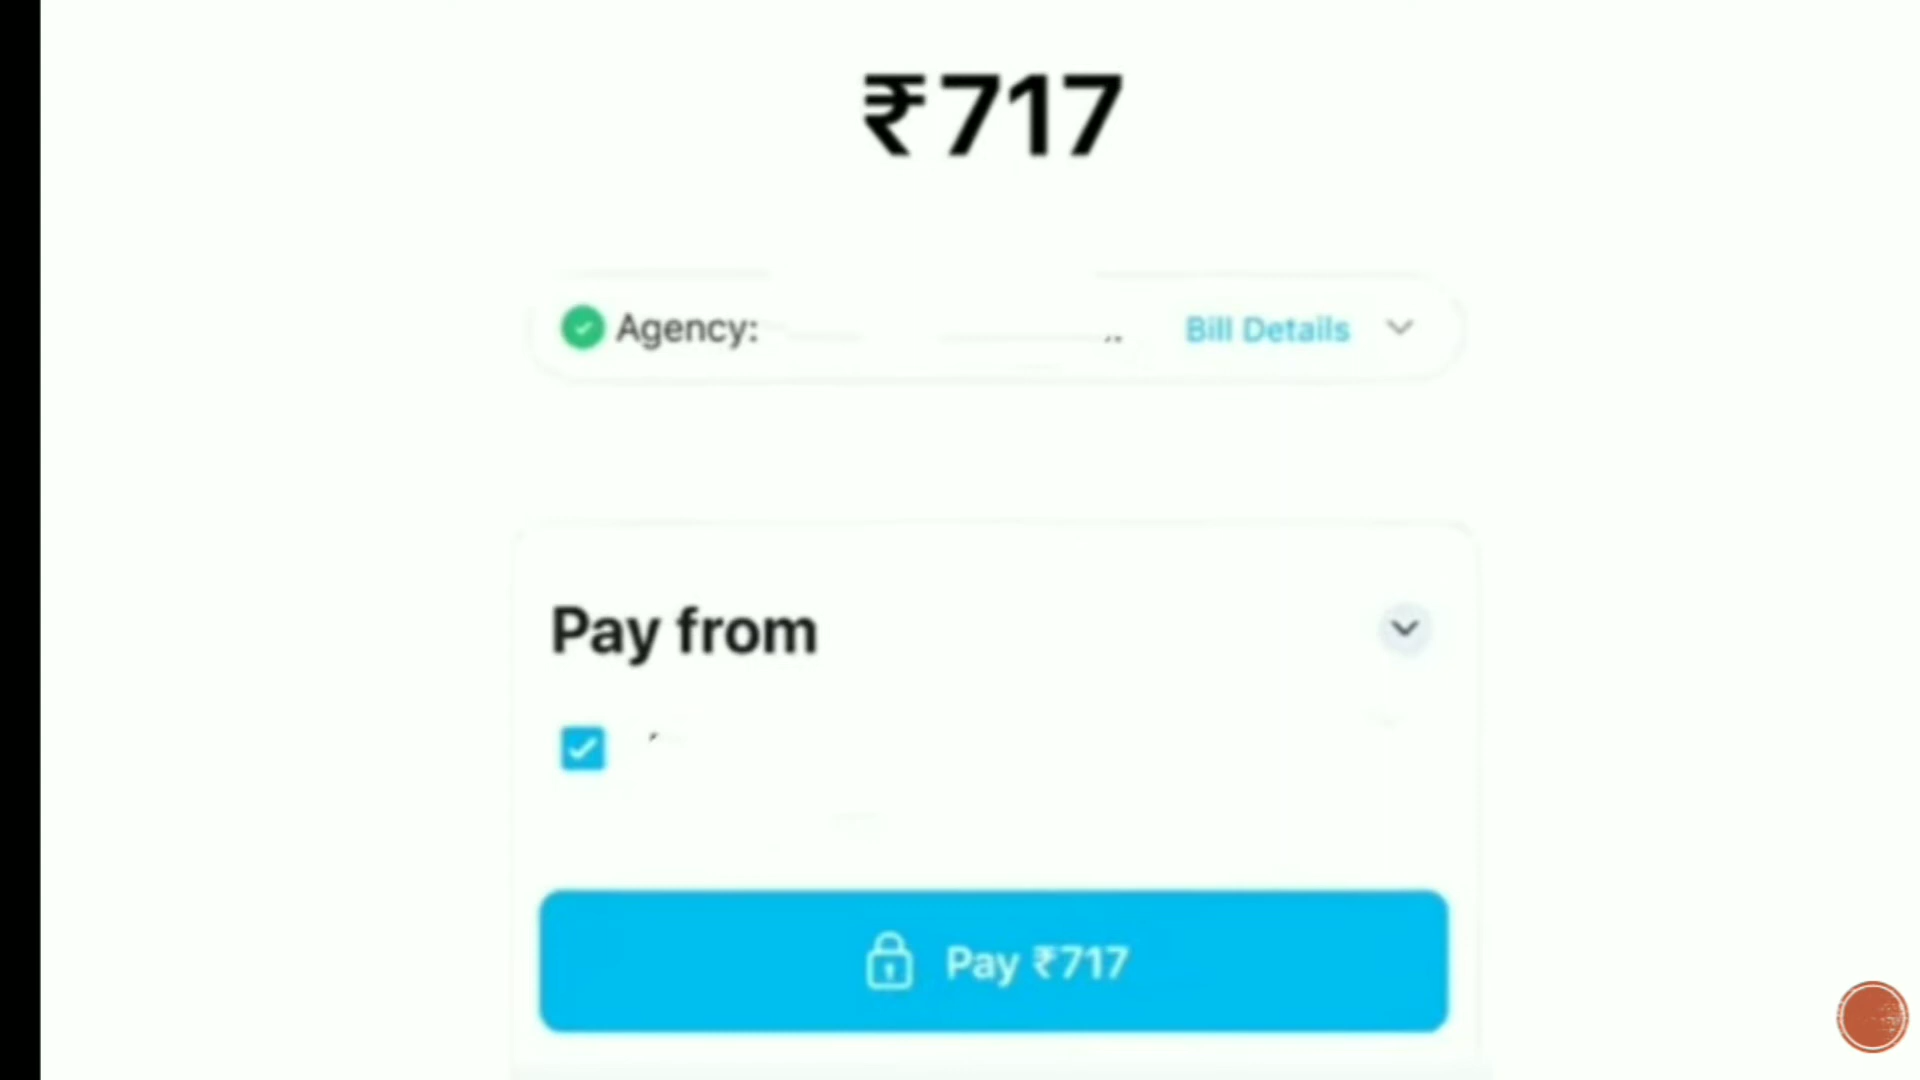 ₹717
Agency:
Bill Details
Pay from
Pay ₹717